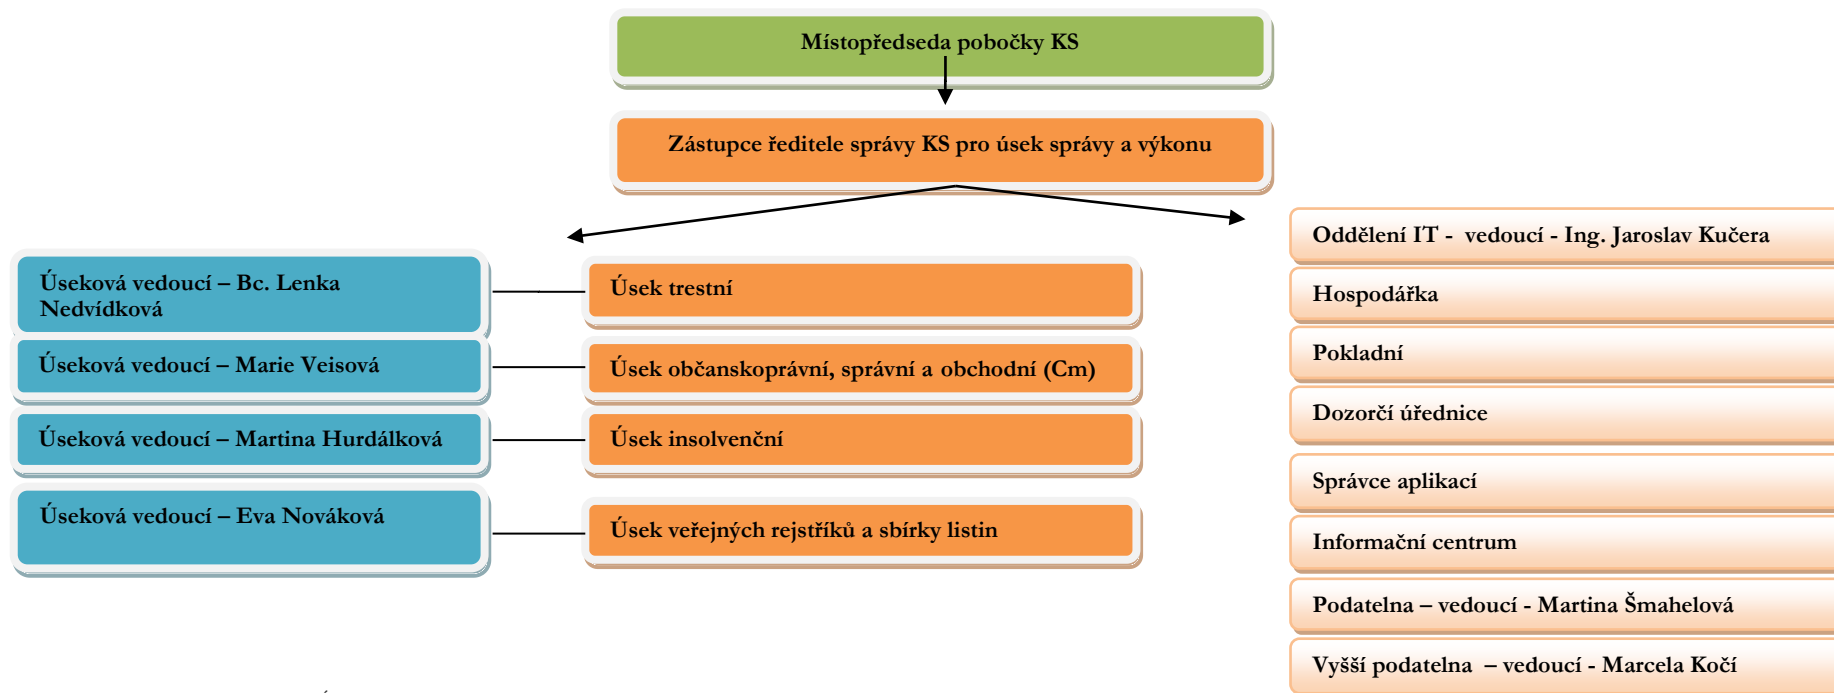 Místopředseda pobočky KS
Zástupce ředitele správy KS pro úsek správy a výkonu
Úseková vedoucí – Bc. Lenka
Nedvídková
Úsek trestní
Úseková vedoucí – Marie Veisová
Úsek občanskoprávní, správní a obchodní (Cm)
Úseková vedoucí – Martina Hurdálková
Úsek insolvenční
Úseková vedoucí – Eva Nováková
Úsek veřejných rejstříků a sbírky listin
Oddělení IT - vedoucí - Ing. Jaroslav Kučera
Hospodářka
Pokladní
Dozorčí úřednice
Správce aplikací
Informační centrum
Podatelna – vedoucí - Martina Šmahelová
Vyšší podatelna – vedoucí - Marcela Kočí